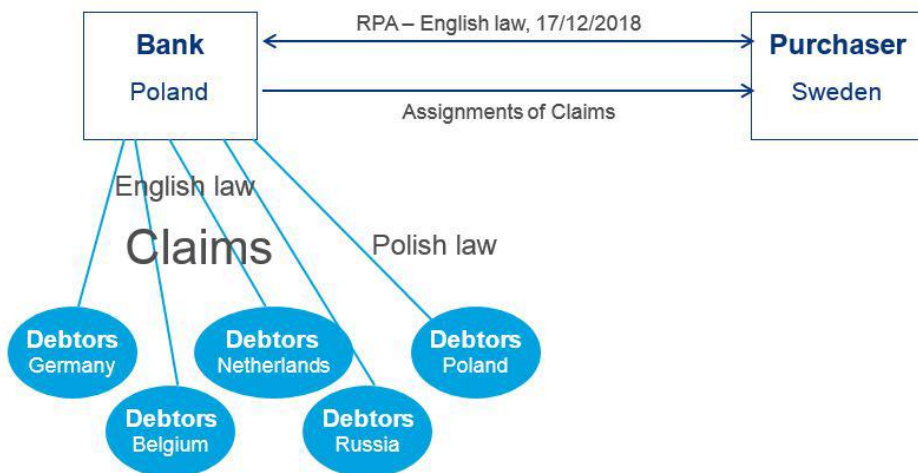 RPA – English law, 17/12/2018
Bank
Poland
Purchaser
Sweden
Assignments of Claims
English law
Claims
Polish law
Debtors
Germany
Debtors
Netherlands
Debtors
Poland
Debtors
Belgium
Debtors
Russia